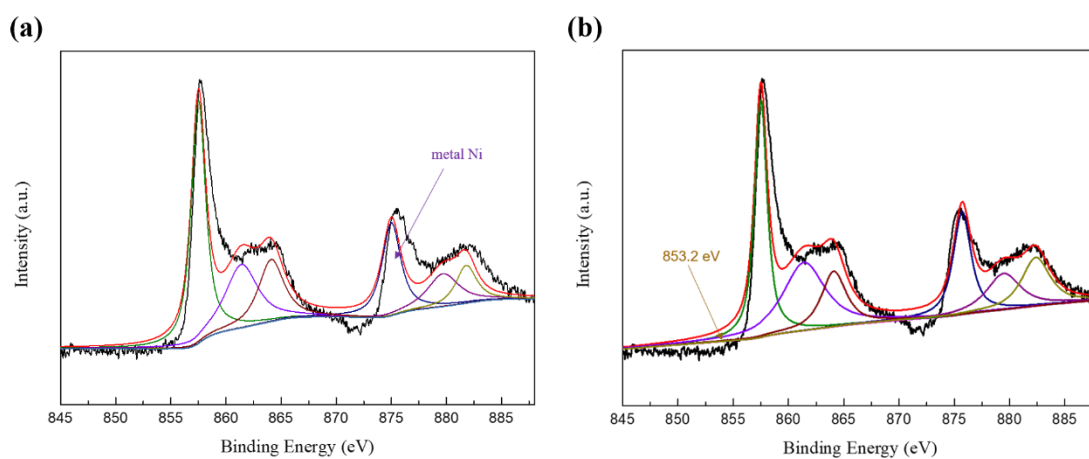 (a)
metal Ni
Intensity (a.u.)
845 850 855 860 865 870 875 880 885
Binding Energy (eV)
(b)
853.2 eV
Intensity (a.u.)
845 850 855 860 865 870 875 880 885
Binding Energy (eV)